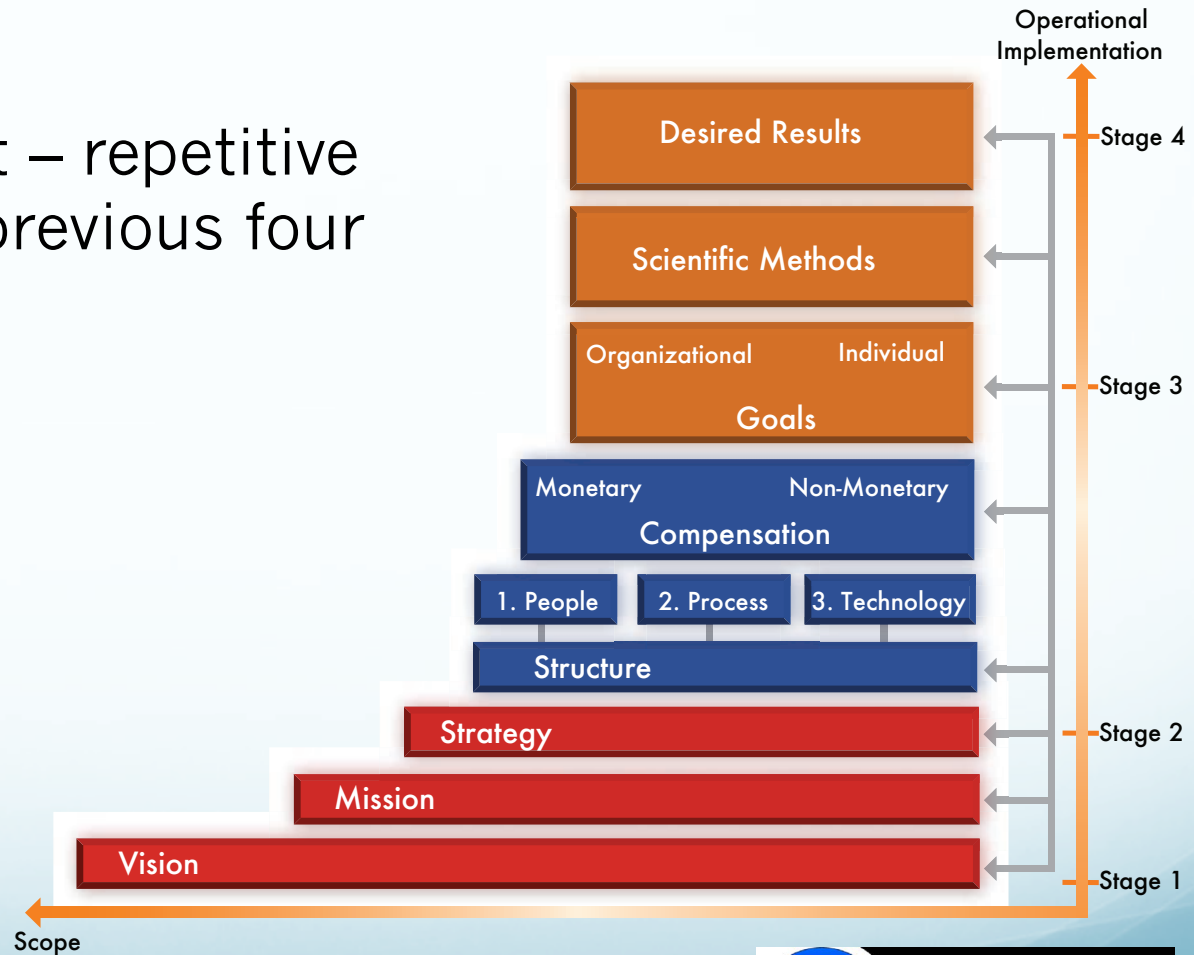 Operational
Implementation
t – repetitive
previous four
Desired Results
Stage 4
Scientific Methods
Organizational Individual
Goals
Stage 3
Monetary Non-Monetary
Compensation
1. People 2. Process 3. Technology
Structure
Strategy
Stage 2
Mission
Vision
Stage 1
Scope